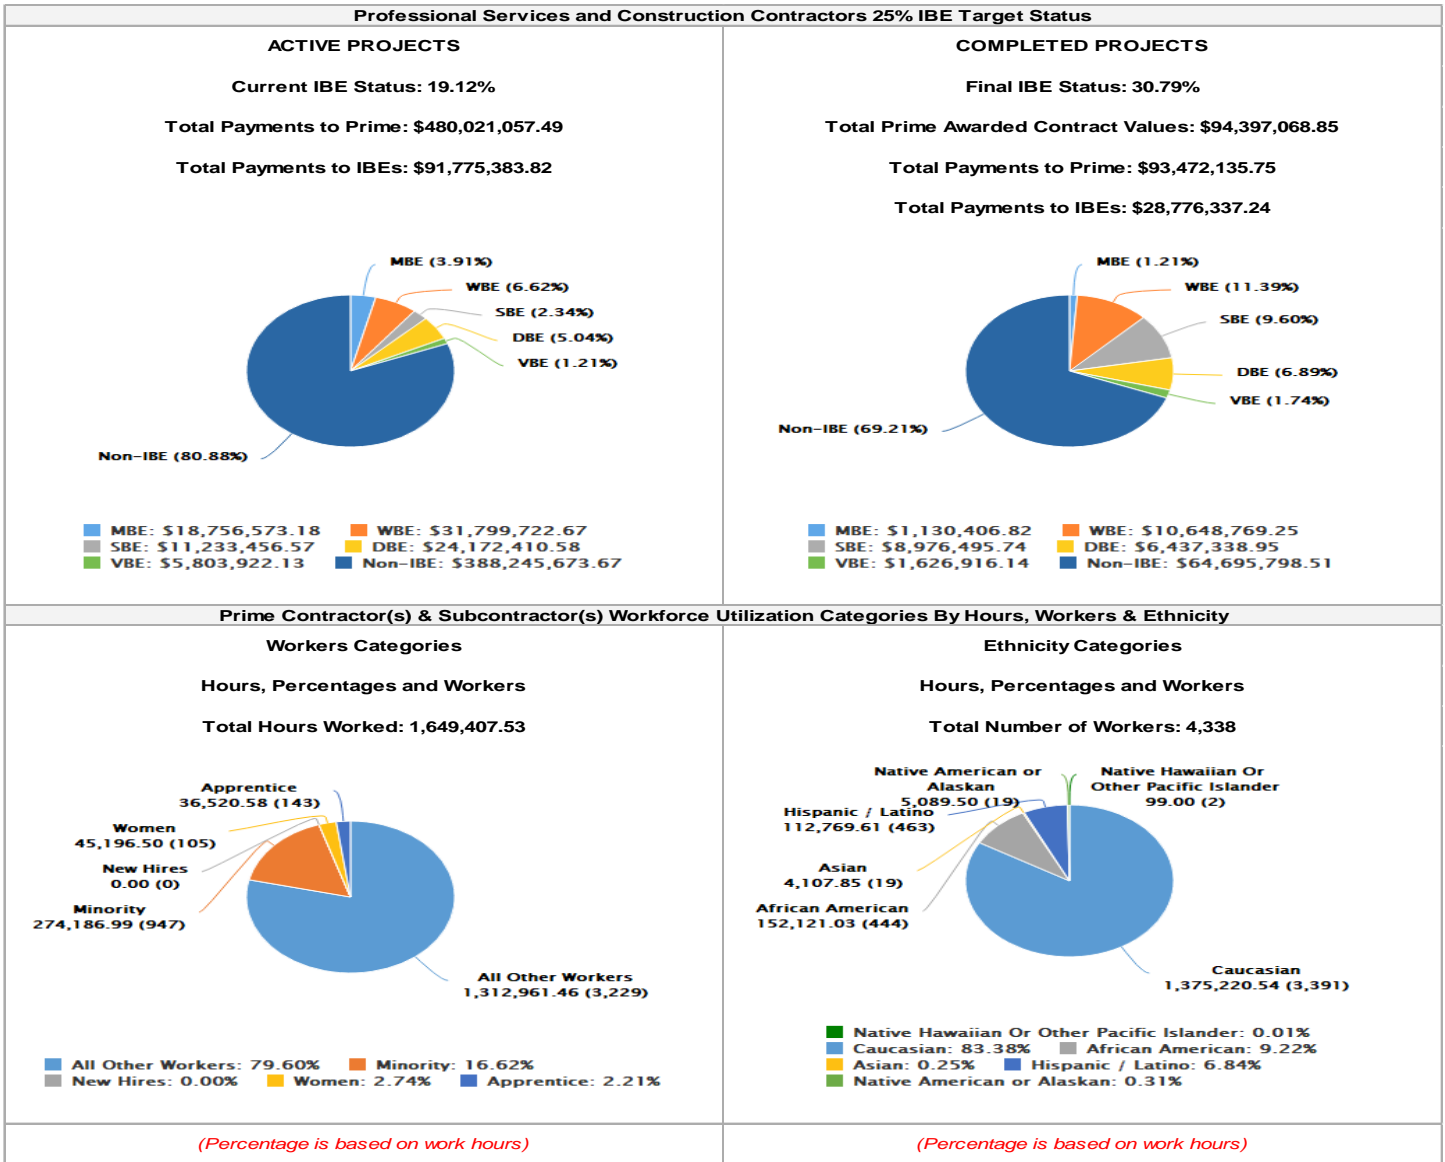 Professional Services and Construction Contractors 25% IBE Target Status
ACTIVE PROJECTS
Current IBE Status: 19.12%
Total Payments to Prime: $480,021,057.49
Total Payments to IBEs: $91,775,383.82
MBE (3.91%)
WBE (6.62%)
SBE (2.34%)
DBE (5.04%)
VBE (1.21%)
Non-IBE (80.88%)
MBE: $18,756,573.18 WBE: $31,799,722.67
SBE: $11,233,456.57 DBE: $24,172,410.58
VBE: $5,803,922.13 Non-IBE: $388,245,673.67
COMPLETED PROJECTS
Final IBE Status: 30.79%
Total Prime Awarded Contract Values: $94,397,068.85
Total Payments to Prime: $93,472,135.75
Total Payments to IBEs: $28,776,337.24
MBE (1.21%)
WBE (11.39%)
SBE (9.60%)
DBE (6.89%)
VBE (1.74%)
Non-IBE (69.21%)
MBE: $1,130,406.82 WBE: $10,648,769.25
SBE: $8,976,495.74 DBE: $6,437,338.95
VBE: $1,626,916.14 Non-IBE: $64,695,798.51
Prime Contractor(s) & Subcontractor(s) Workforce Utilization Categories By Hours, Workers & Ethnicity
Workers Categories
Hours, Percentages and Workers
Total Hours Worked: 1,649,407.53
Apprentice
36,520.58 (143)
Women
45,196.50 (105)
New Hires
0.00 (0)
Minority
274,186.99 (947)
All Other Workers
1,312,961.46 (3,229)
All Other Workers: 79.60% Minority: 16.62%
New Hires: 0.00% Women: 2.74% Apprentice: 2.21%
(Percentage is based on work hours)
Ethnicity Categories
Hours, Percentages and Workers
Total Number of Workers: 4,338
Native American or
Alaskan
5,089.50 (19)
Native Hawaiian Or
Other Pacific Islander
99.00 (2)
Hispanic / Latino
112,769.61 (463)
Asian
4,107.85 (19)
African American
152,121.03 (444)
Caucasian
1,375,220.54 (3,391)
Native Hawaiian Or Other Pacific Islander: 0.01%
Caucasian: 83.38% African American: 9.22%
Asian: 0.25% Hispanic / Latino: 6.84%
Native American or Alaskan: 0.31%
(Percentage is based on work hours)